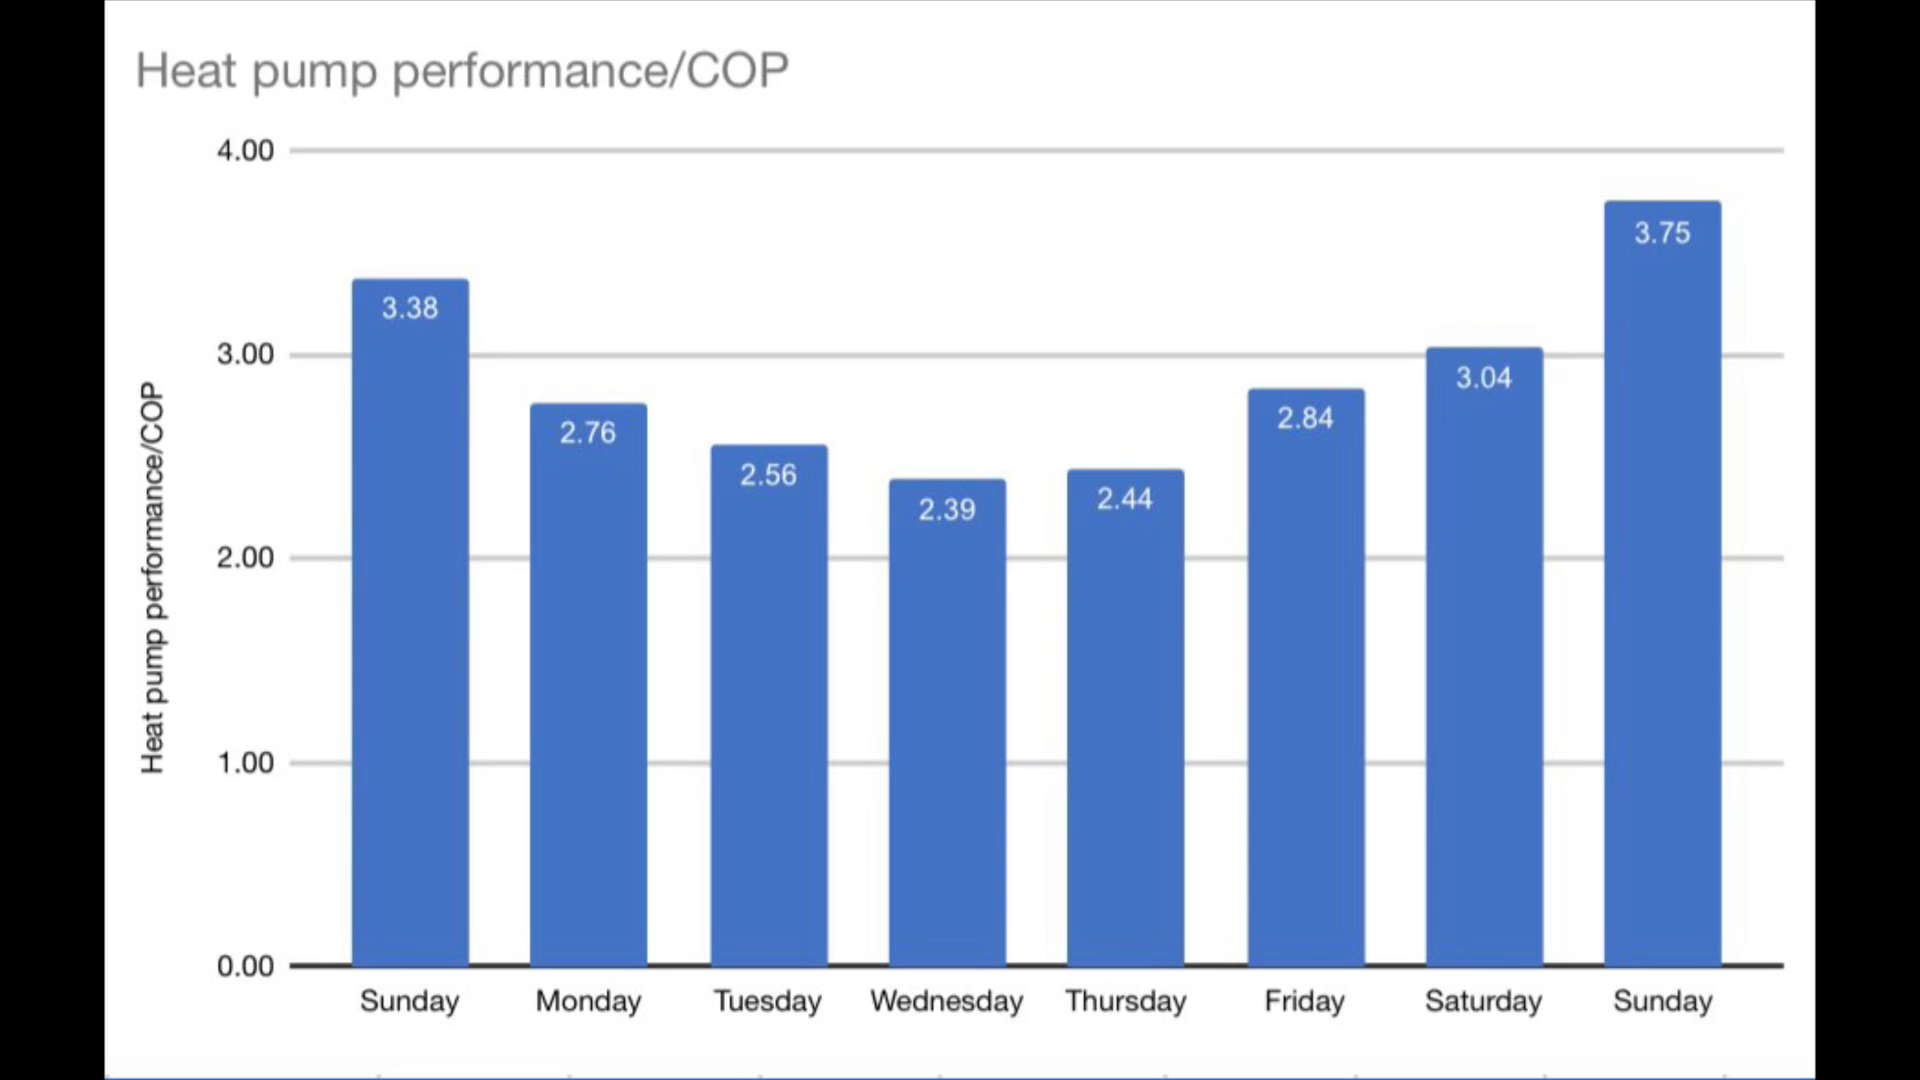 Heat pump performance/COP
4.00
3.00
2.00
1.00
0.00
Heat pump performance/COP
3.38
2.76
2.56
2.39
2.44
2.84
3.04
3.75
Sunday
Monday
Tuesday
Wednesday
Thursday
Friday
Saturday
Sunday